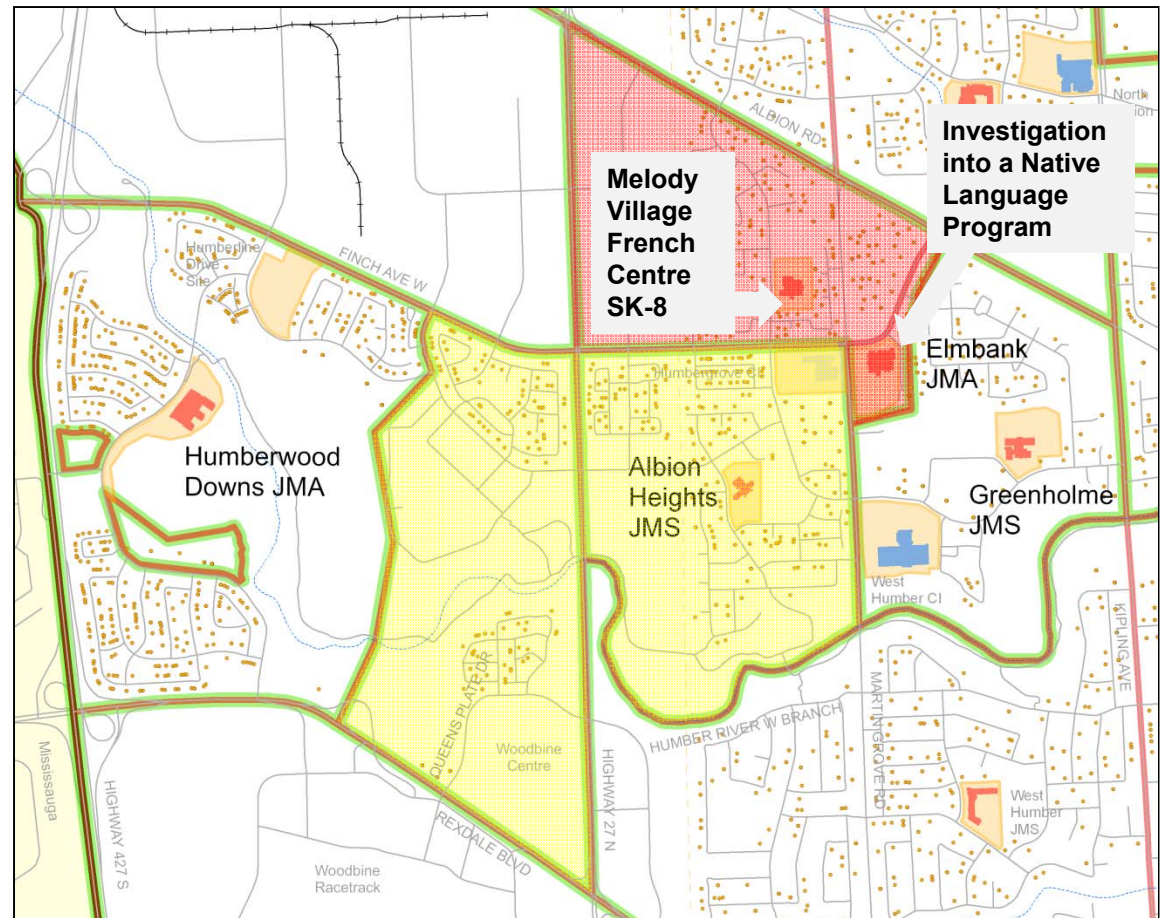 ALBION RD
North
Investigation
into a Native
Language
Program
Melody
Village
French
Centre
SK-8
Humberline
Drive
Site
FINCH AVE W
Elmbank
JMA
Humbergrove
Humberwood
Downs JMA
Albion
Heights
JMS
Greenholme
JMS
West
Humber CI
KIPLING AVE
MARTIN GROVE RD
HUMBER RIVER W BRANCH
QUEENS PLATE DR
Woodbine
Centre
HIGHWAY 27 N
Mississauga
HIGHWAY 427 S
REXDALE BLVD
Woodbine
Racetrack
West
Humber
JMS